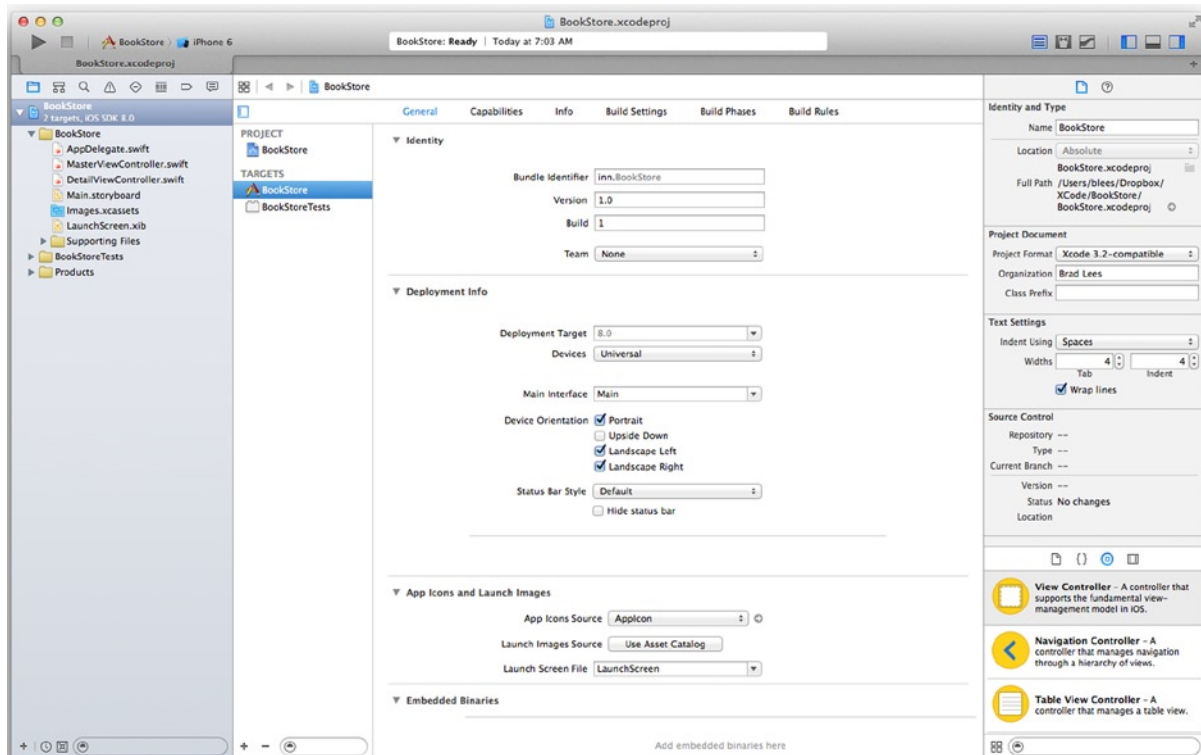 BookStore.xcodeproj
BookStore › iPhone 6
BookStore: Ready | Today at 7:03 AM
BookStore.xcodeproj
BookStore
2 targets, iOS SDK 8.0
BookStore
AppDelegate.swift
MasterViewController.swift
DetailViewController.swift
Main.storyboard
Images.xcassets
LaunchScreen.xib
Supporting Files
BookStoreTests
Products
BookStore
PROJECT
BookStore
TARGETS
BookStore
BookStoreTests
General Capabilities Info Build Settings Build Phases Build Rules
Identity
Bundle Identifier inn.BookStore
Version 1.0
Build 1
Team None
Deployment Info
Deployment Target 8.0
Devices Universal
Main Interface Main
Device Orientation Portrait
Upside Down
Landscape Left
Landscape Right
Status Bar Style Default
Hide status bar
App Icons and Launch Images
App Icons Source AppIcon
Launch Images Source Use Asset Catalog
Launch Screen File LaunchScreen
Embedded Binaries
Add embedded binaries here
Identity and Type
Name BookStore
Location Absolute
BookStore.xcodeproj
Full Path /Users/blees/Dropbox/
XCode/BookStore/
BookStore.xcodeproj
Project Document
Project Format Xcode 3.2-compatible
Organization Brad Lees
Class Prefix
Text Settings
Indent Using Spaces
Widths 4 4
Tab Indent
Wrap lines
Source Control
Repository --
Type --
Current Branch --
Version --
Status No changes
Location
View Controller - A controller that
supports the fundamental view-
management model in iOS.
Navigation Controller - A
controller that manages navigation
through a hierarchy of views.
Table View Controller - A
controller that manages a table view.